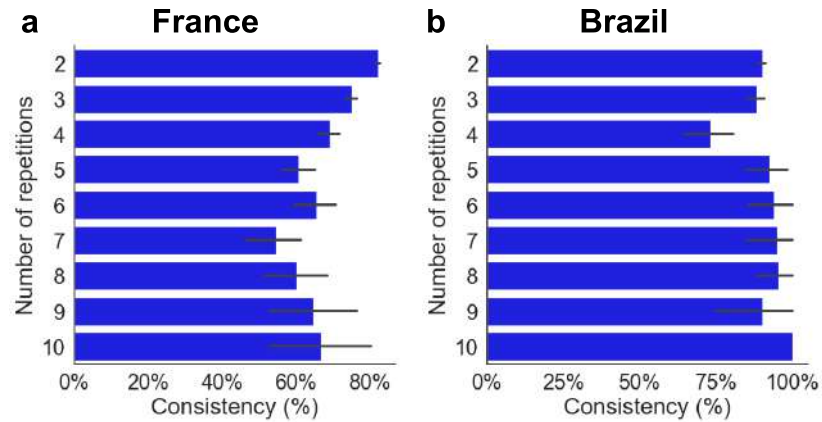 a France
Number of repetitions
2
3
4
5
6
7
8
9
10
0% 20% 40% 60% 80%
Consistency (%)
b Brazil
Number of repetitions
2
3
4
5
6
7
8
9
10
0% 25% 50% 75% 100%
Consistency (%)